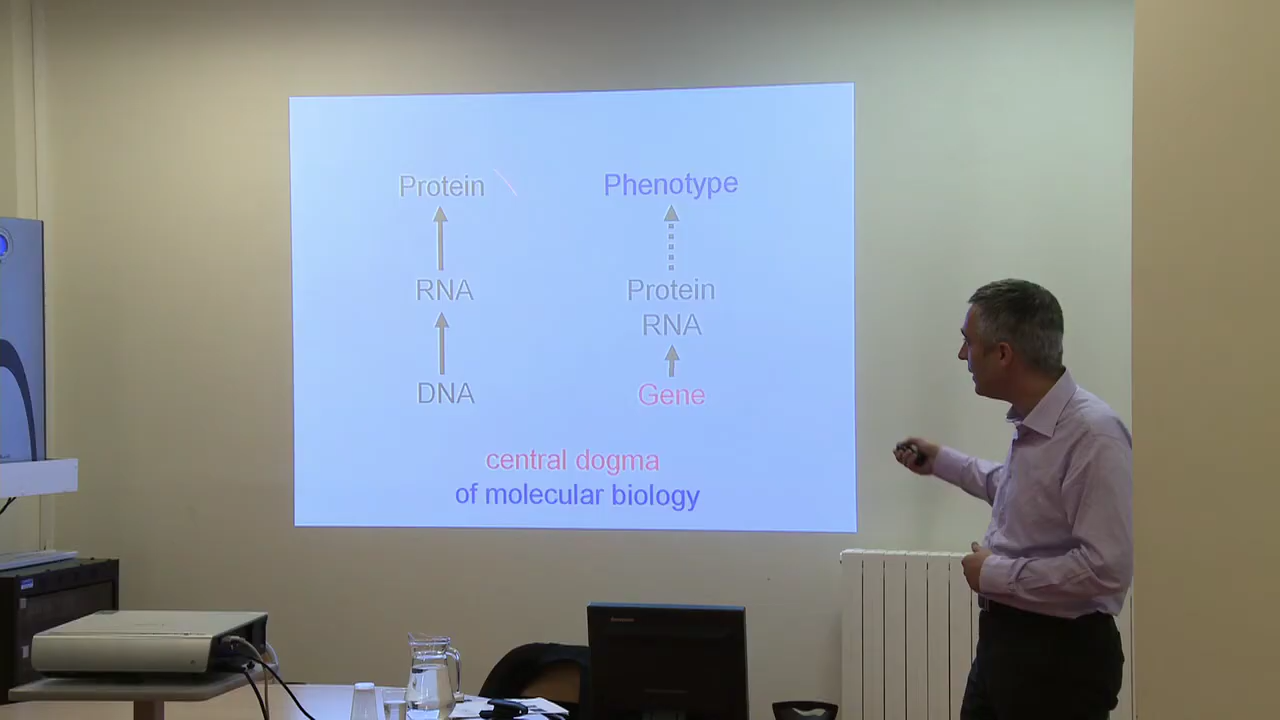 Protein
RNA
DNA
Phenotype
Protein
RNA
Gene
central dogma
of molecular biology